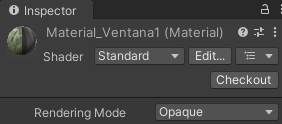 Inspector
Material_Ventana1 (Material)
Shader Standard Edit...
Checkout
Rendering Mode Opaque